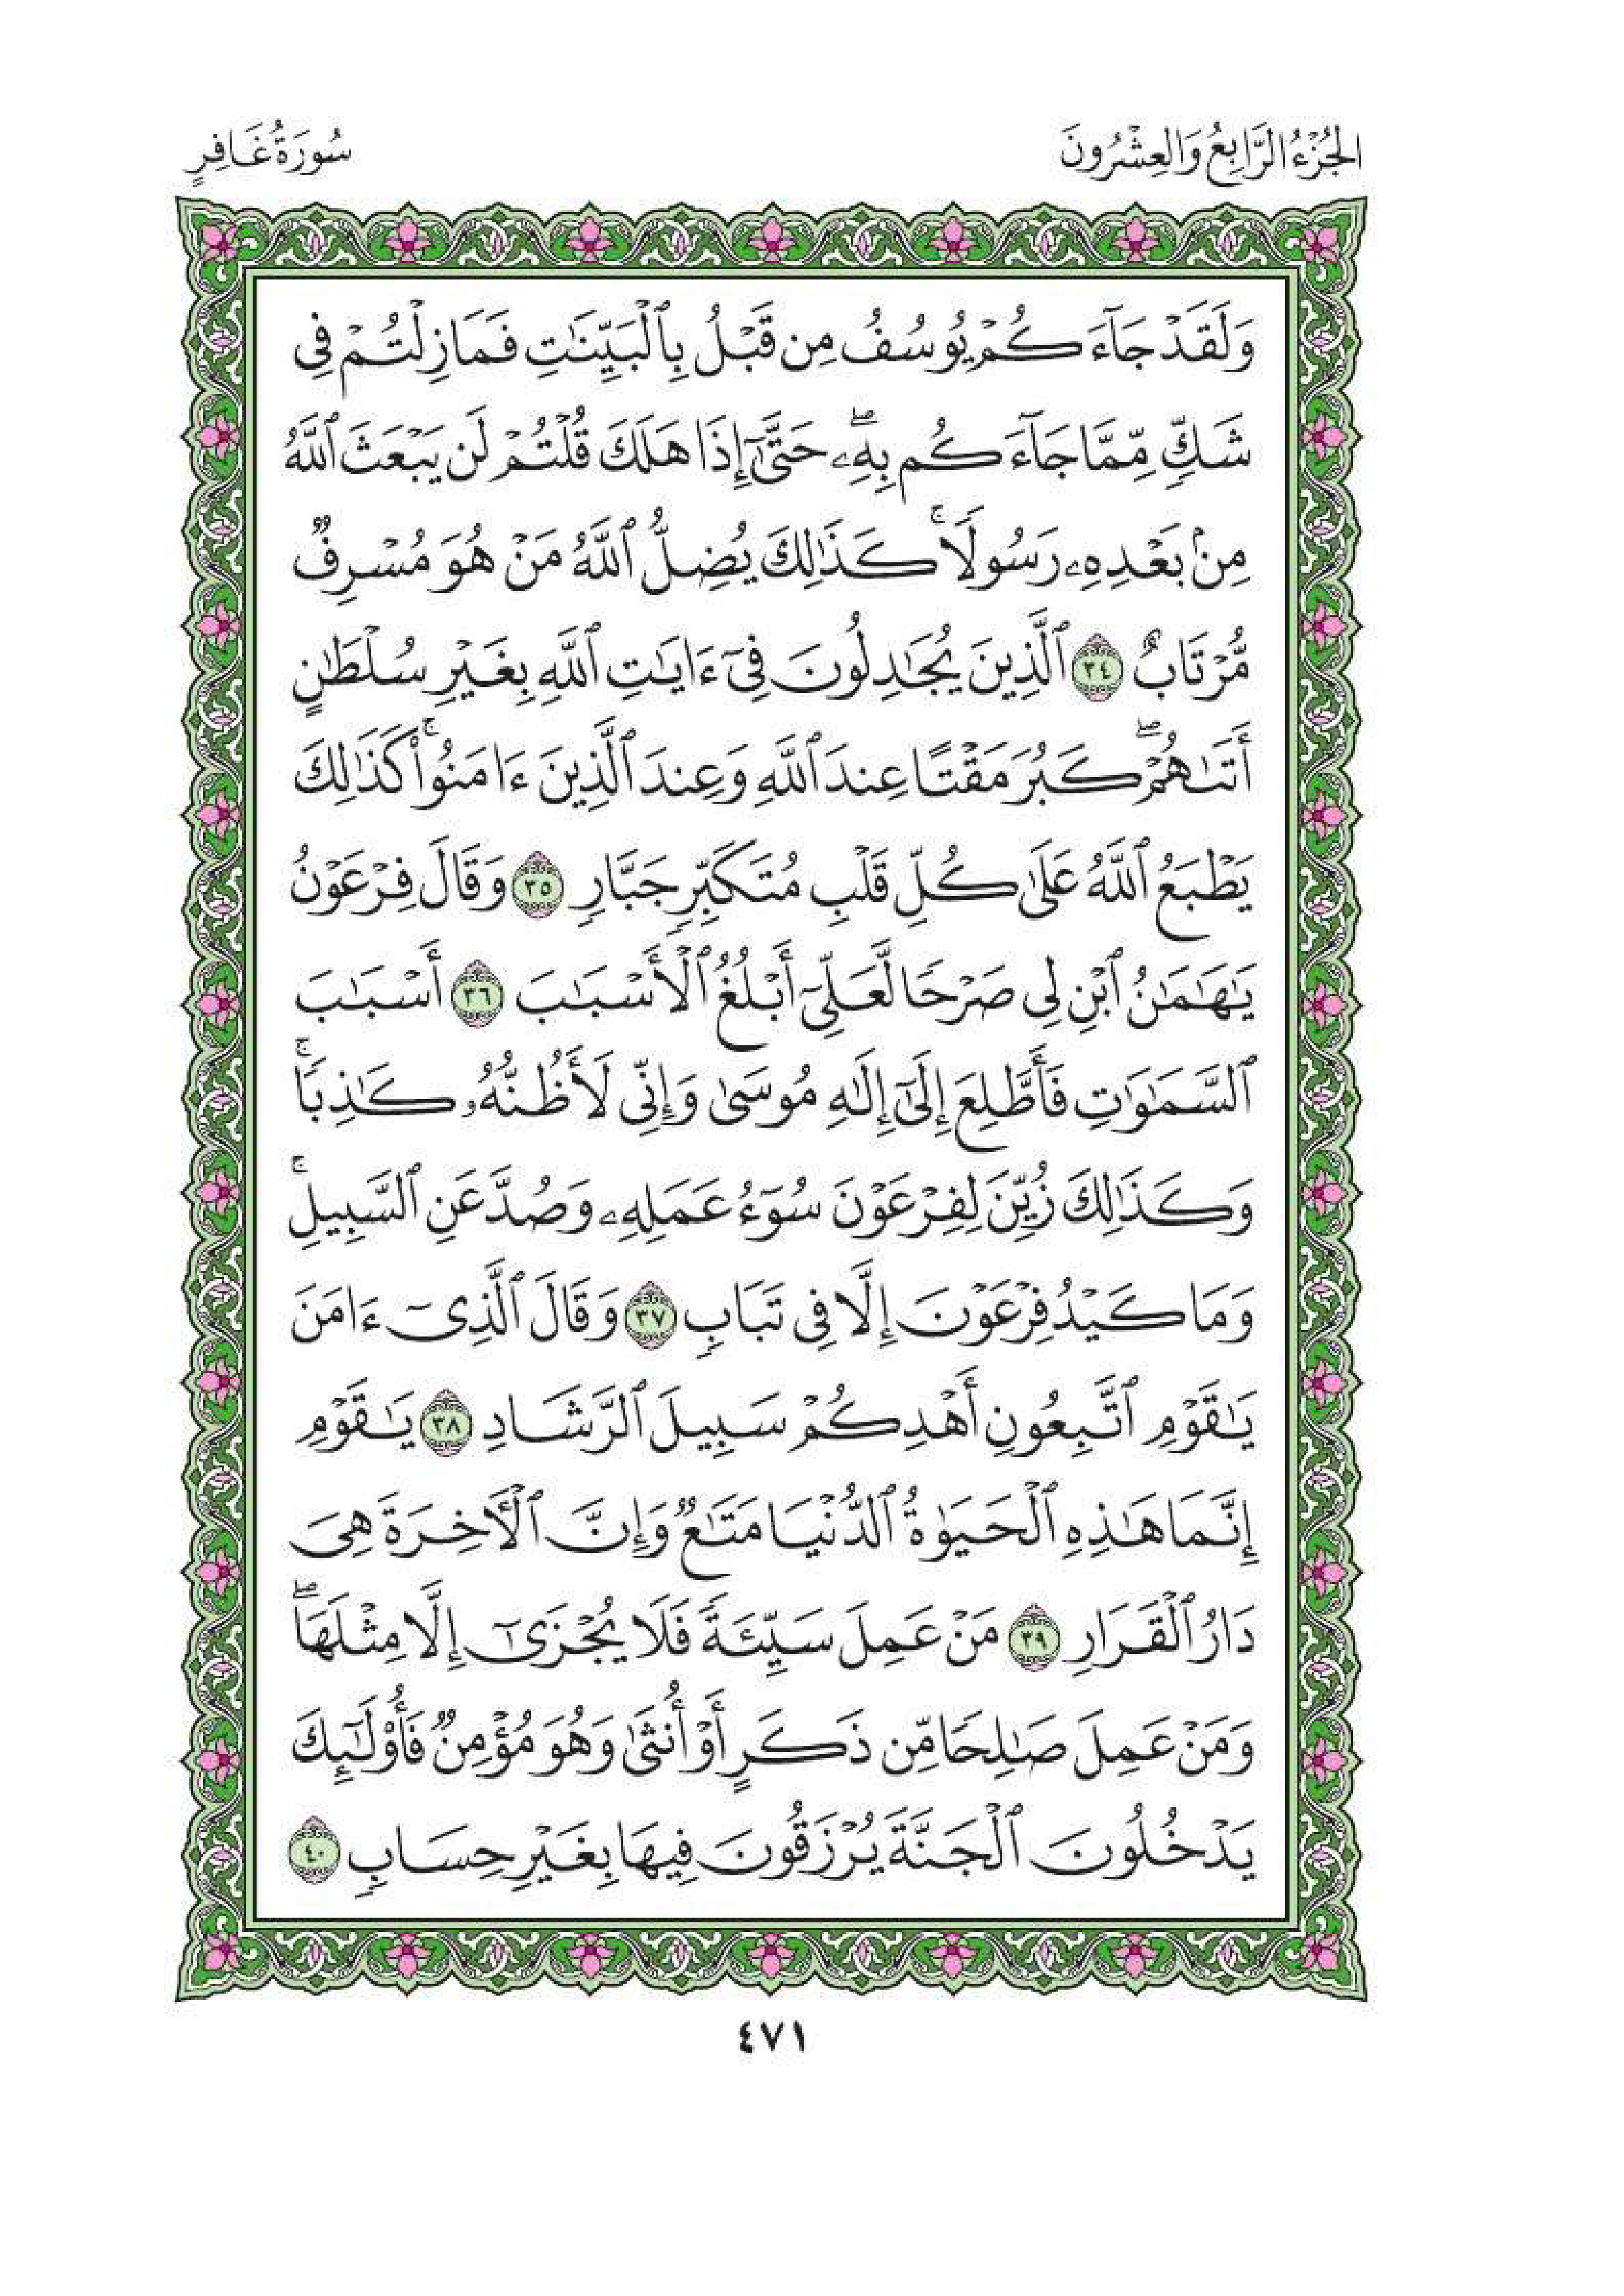 الجُزْءُ الرَّابِعُ وَالعِشْرُونَ
سُورَةُ غَافِرٍ
وَلَقَدۡ جَآءَكُمۡ يُوسُفُ مِن قَبۡلُ بِٱلۡبَيِّنَٰتِ فَمَا زِلۡتُمۡ فِي
شَكّٖ مِّمَّا جَآءَكُم بِهِۦۖ حَتَّىٰٓ إِذَا هَلَكَ قُلۡتُمۡ لَن يَبۡعَثَ ٱللَّهُ
مِنۢ بَعۡدِهِۦ رَسُولٗاۚ كَذَٰلِكَ يُضِلُّ ٱللَّهُ مَنۡ هُوَ مُسۡرِفٞ
مُّرۡتَابٌ ٣٤ ٱلَّذِينَ يُجَٰدِلُونَ فِيٓ ءَايَٰتِ ٱللَّهِ بِغَيۡرِ سُلۡطَٰنٍ
أَتَىٰهُمۡۖ كَبُرَ مَقۡتًا عِندَ ٱللَّهِ وَعِندَ ٱلَّذِينَ ءَامَنُواْۚ كَذَٰلِكَ
يَطۡبَعُ ٱللَّهُ عَلَىٰ كُلِّ قَلۡبِ مُتَكَبِّرٖ جَبَّارٖ ٣٥ وَقَالَ فِرۡعَوۡنُ
يَٰهَٰمَٰنُ ٱبۡنِ لِي صَرۡحٗا لَّعَلِّيٓ أَبۡلُغُ ٱلۡأَسۡبَٰبَ ٣٦ أَسۡبَٰبَ
ٱلسَّمَٰوَٰتِ فَأَطَّلِعَ إِلَىٰٓ إِلَٰهِ مُوسَىٰ وَإِنِّي لَأَظُنُّهُۥ كَٰذِبٗاۚ
وَكَذَٰلِكَ زُيِّنَ لِفِرۡعَوۡنَ سُوٓءُ عَمَلِهِۦ وَصُدَّ عَنِ ٱلسَّبِيلِۚ
وَمَا كَيۡدُ فِرۡعَوۡنَ إِلَّا فِي تَبَابٖ ٣٧ وَقَالَ ٱلَّذِيٓ ءَامَنَ
يَٰقَوۡمِ ٱتَّبِعُونِ أَهۡدِكُمۡ سَبِيلَ ٱلرَّشَادِ ٣٨ يَٰقَوۡمِ
إِنَّمَا هَٰذِهِ ٱلۡحَيَوٰةُ ٱلدُّنۡيَا مَتَٰعٞ وَإِنَّ ٱلۡأٓخِرَةَ هِيَ
دَارُ ٱلۡقَرَارِ ٣٩ مَنۡ عَمِلَ سَيِّئَةٗ فَلَا يُجۡزَىٰٓ إِلَّا مِثۡلَهَاۖ
وَمَنۡ عَمِلَ صَٰلِحٗا مِّن ذَكَرٍ أَوۡ أُنثَىٰ وَهُوَ مُؤۡمِنٞ فَأُوْلَٰٓئِكَ
يَدۡخُلُونَ ٱلۡجَنَّةَ يُرۡزَقُونَ فِيهَا بِغَيۡرِ حِسَابٖ ٤٠
٤٧١